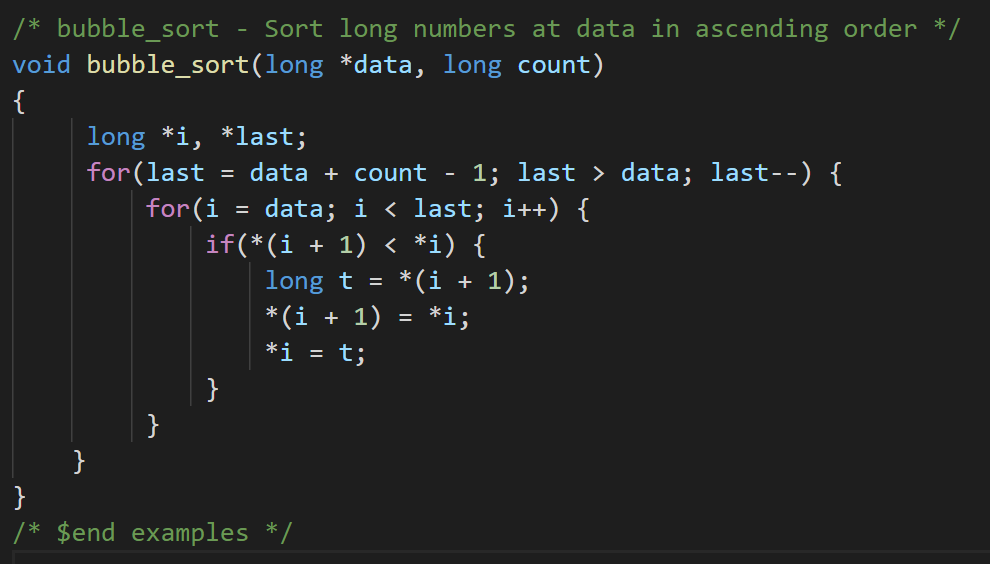 /* bubble_sort - Sort long numbers at data in ascending order */
void bubble_sort(long *data, long count)
{
     long *i, *last;
     for(last = data + count - 1; last > data; last--) {
         for(i = data; i < last; i++) {
             if(*(i + 1) < *i) {
                 long t = *(i + 1);
                 *(i + 1) = *i;
                 *i = t;
             }
         }
    }
}
/* $end examples */